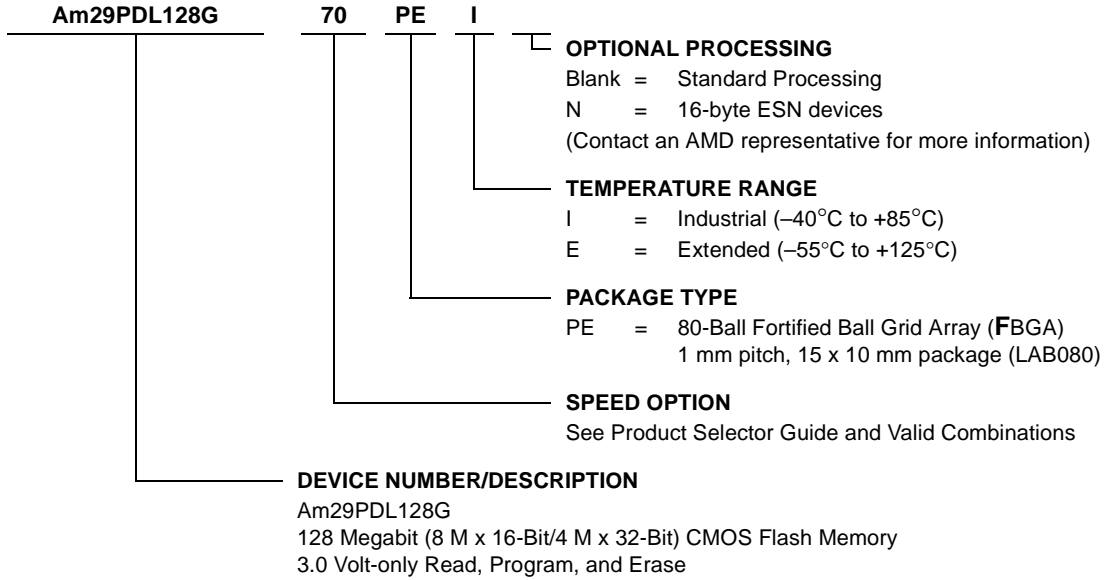 Am29PDL128G 70 PE I
OPTIONAL PROCESSING
Blank = Standard Processing
N = 16-byte ESN devices
(Contact an AMD representative for more information)
TEMPERATURE RANGE
I = Industrial (–40°C to +85°C)
E = Extended (–55°C to +125°C)
PACKAGE TYPE
PE = 80-Ball Fortified Ball Grid Array (FBGA)
1 mm pitch, 15 x 10 mm package (LAB080)
SPEED OPTION
See Product Selector Guide and Valid Combinations
DEVICE NUMBER/DESCRIPTION
Am29PDL128G
128 Megabit (8 M x 16-Bit/4 M x 32-Bit) CMOS Flash Memory
3.0 Volt-only Read, Program, and Erase